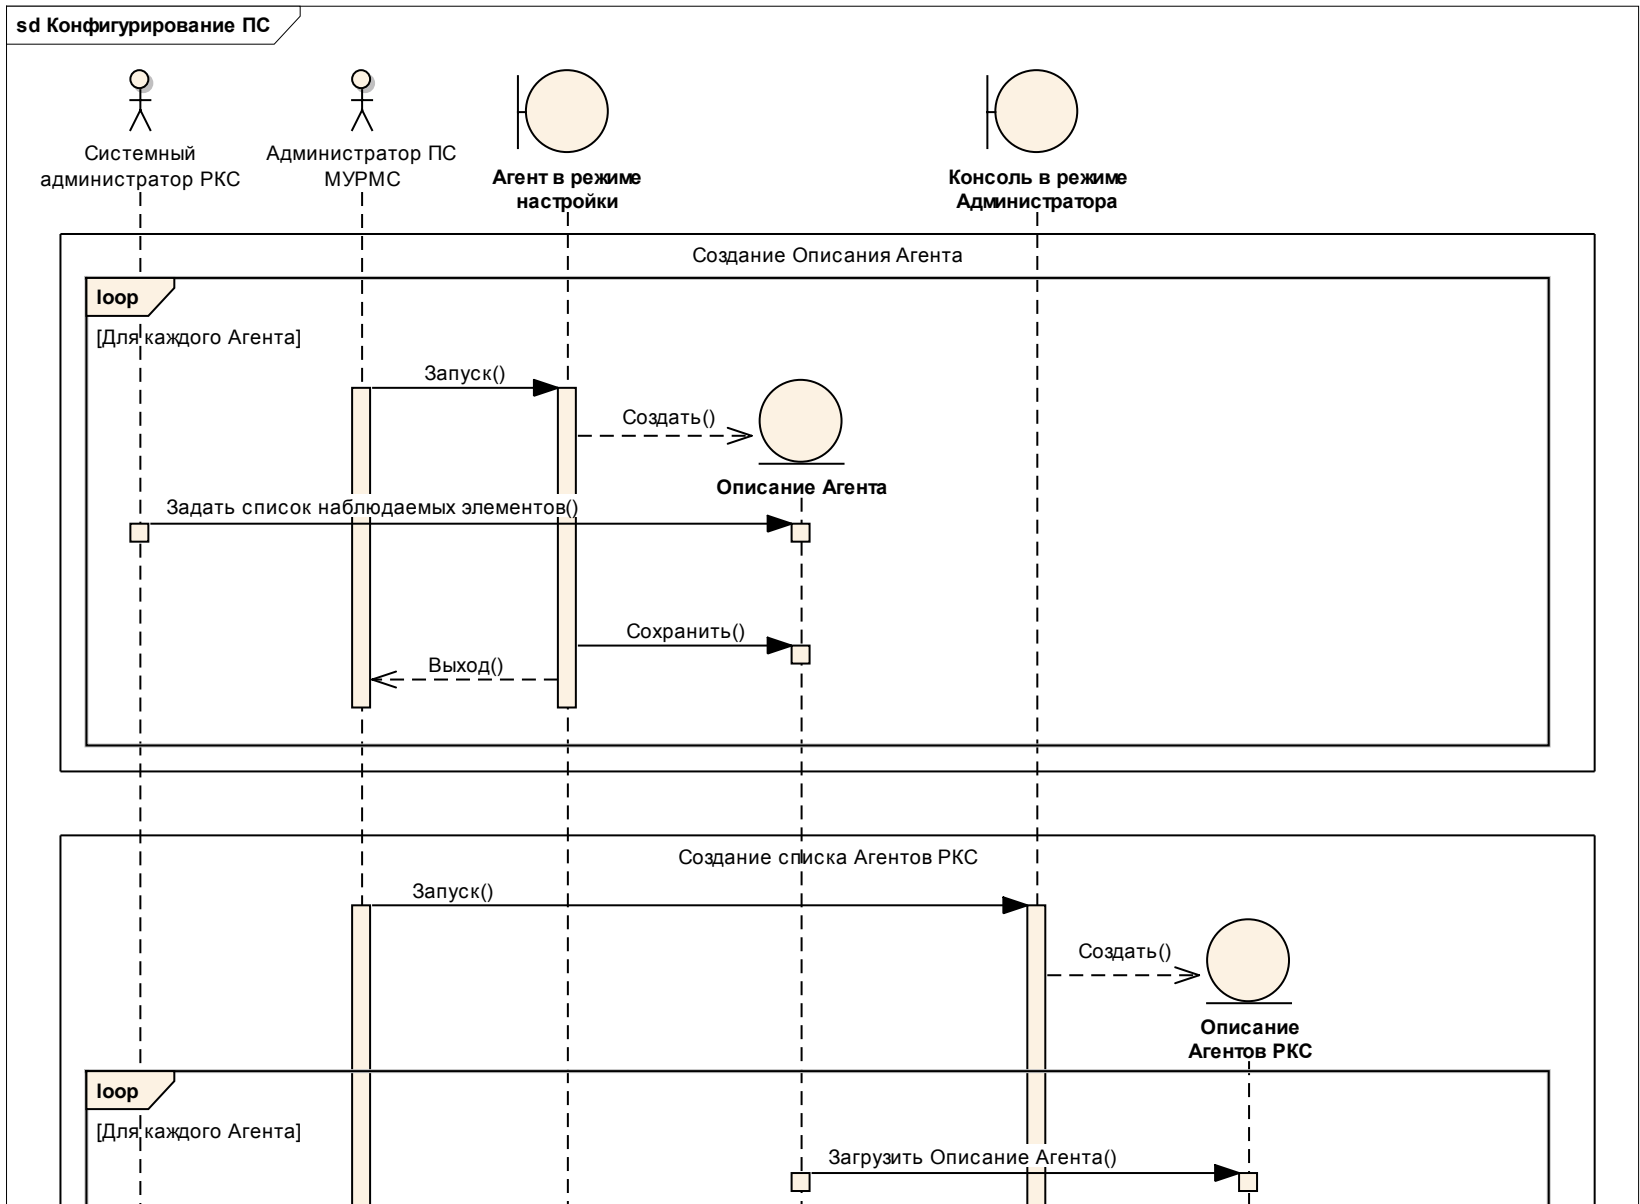 sd Конфигурирование ПС
Системный
администратор РКС
Администратор ПС
МУРМС
Агент в режиме
настройки
Консоль в режиме
Администратора
Создание Описания Агента
loop
[Для каждого Агента]
Запуск()
Создать()
Описание Агента
Задать список наблюдаемых элементов()
Сохранить()
Выход()
Создание списка Агентов РКС
Запуск()
Создать()
Описание
Агентов РКС
loop
[Для каждого Агента]
Загрузить Описание Агента()